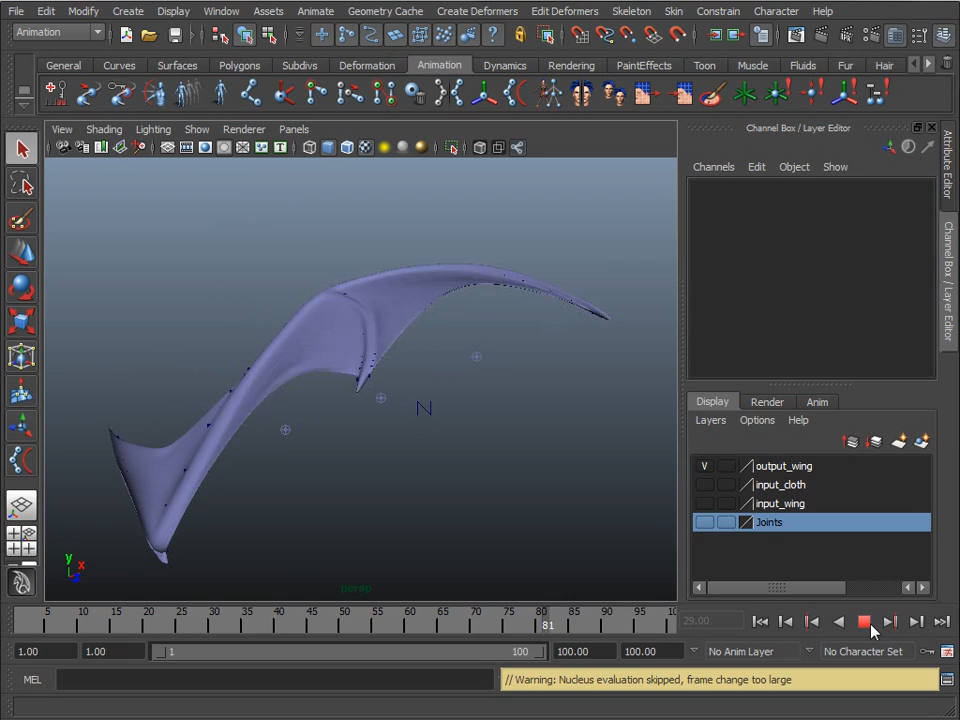 File Edit Modify Create Display Window Assets Animate Geometry Cache Create Deformers Edit Deformers Skeleton Skin Constrain Character Help
Animation
General Curves Surfaces Polygons Subdivs Deformation Animation Dynamics Rendering PaintEffects Toon Muscle Fluids Fur Hair
View Shading Lighting Show Renderer Panels
Channel Box / Layer Editor
Channels Edit Object Show
Attribute Editor
Channel Box / Layer Editor
N
y
x
z
persp
Display Render Anim
Layers Options Help
V output_wing
input_cloth
input_wing
Joints
5 10 15 20 25 30 35 40 45 50 55 60 65 70 75 80 85 90 95 10
81
29.00
1.00 1.00 1 100 100.00 100.00 No Anim Layer No Character Set
MEL // Warning: Nucleus evaluation skipped, frame change too large